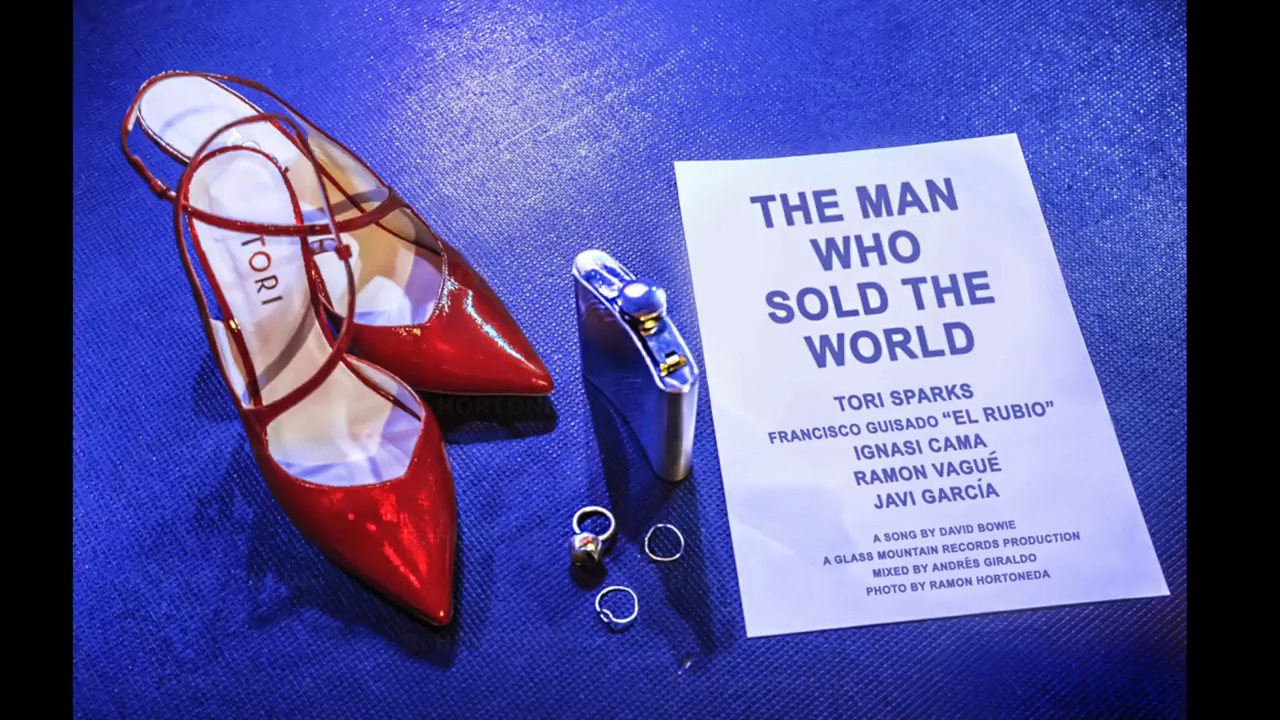 TORI
THE MAN
WHO
SOLD THE
WORLD
TORI SPARKS
FRANCISCO GUISADO “EL RUBIO”
IGNASI CAMA
RAMON VAGUÉ
JAVI GARCÍA
A SONG BY DAVID BOWIE
A GLASS MOUNTAIN RECORDS PRODUCTION
MIXED BY ANDRÉS GIRALDO
PHOTO BY RAMON HORTONEDA